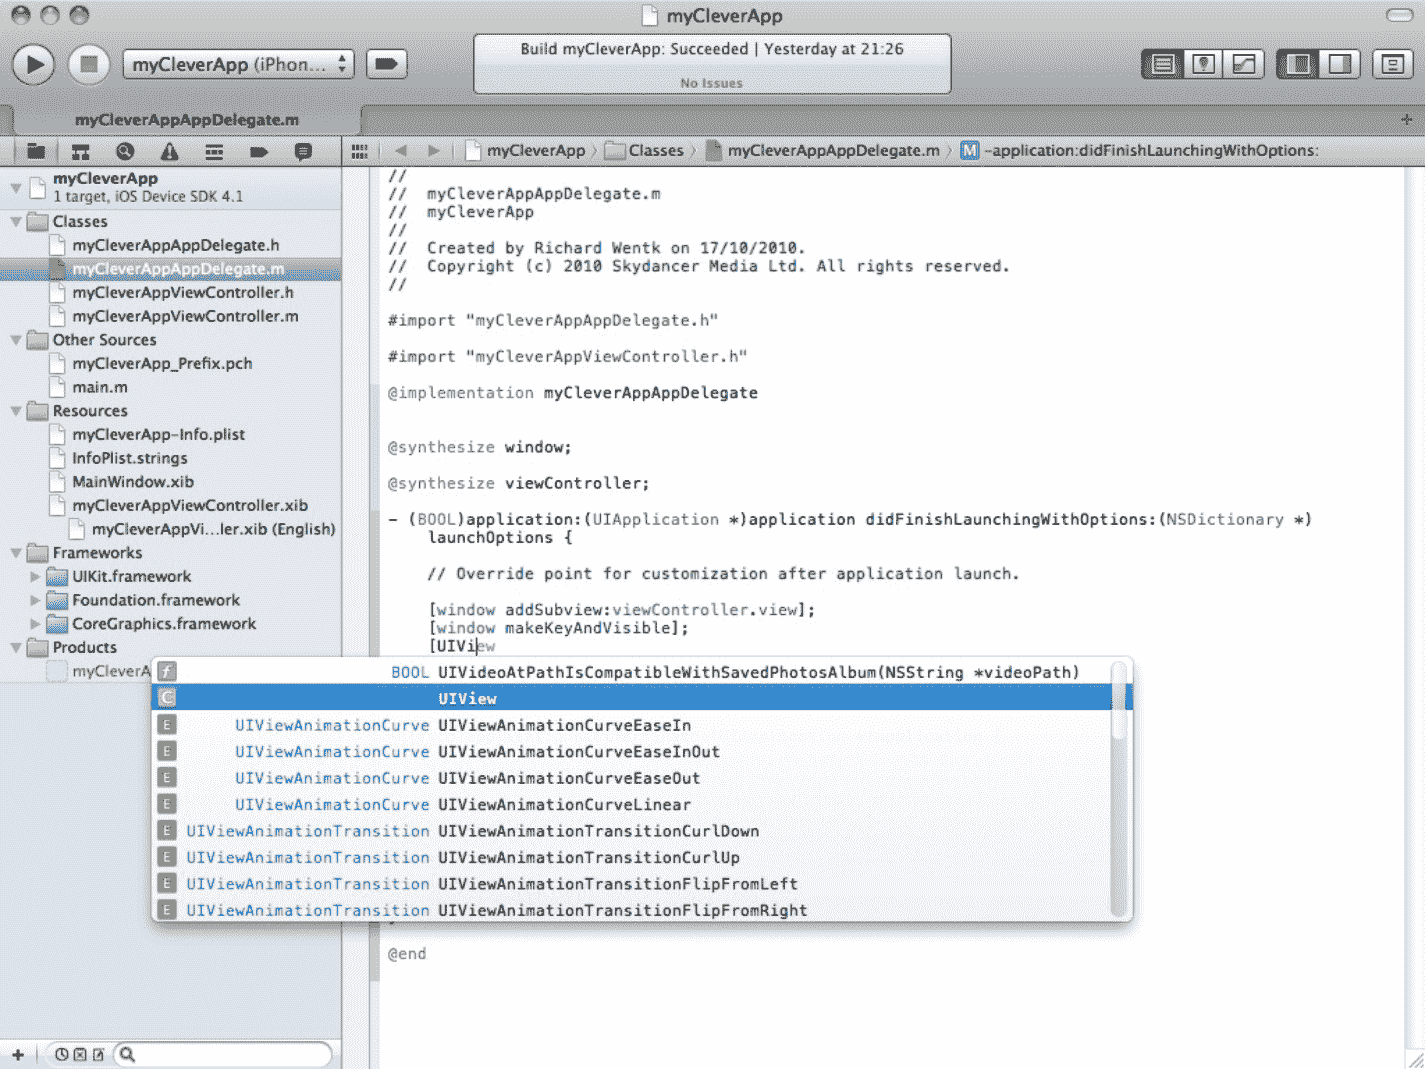 myCleverApp
myCleverApp (iPhon...
Build myCleverApp: Succeeded | Yesterday at 21:26
No Issues
myCleverAppAppDelegate.m
myCleverApp
Classes
myCleverAppAppDelegate.m
M
-application:didFinishLaunchingWithOptions:
myCleverApp
1 target, iOS Device SDK 4.1
Classes
myCleverAppAppDelegate.h
myCleverAppAppDelegate.m
myCleverAppViewController.h
myCleverAppViewController.m
Other Sources
myCleverApp_Prefix.pch
main.m
Resources
myCleverApp-Info.plist
InfoPlist.strings
MainWindow.xib
myCleverAppViewController.xib
myCleverAppVi...ler.xib (English)
Frameworks
UIKit.framework
Foundation.framework
CoreGraphics.framework
Products
myCleverA
//
// myCleverAppAppDelegate.m
// myCleverApp
//
// Created by Richard Wentk on 17/10/2010.
// Copyright (c) 2010 Skydancer Media Ltd. All rights reserved.
//
#import "myCleverAppAppDelegate.h"
#import "myCleverAppViewController.h"
@implementation myCleverAppAppDelegate
@synthesize window;
@synthesize viewController;
- (BOOL)application:(UIApplication *)application didFinishLaunchingWithOptions:(NSDictionary *)
launchOptions {
// Override point for customization after application launch.
[window addSubview:viewController.view];
[window makeKeyAndVisible];
[UIView
f BOOL UIVideoAtPathIsCompatibleWithSavedPhotosAlbum(NSString *videoPath)
C UIView
E UIViewAnimationCurve UIViewAnimationCurveEaseIn
E UIViewAnimationCurve UIViewAnimationCurveEaseInOut
E UIViewAnimationCurve UIViewAnimationCurveEaseOut
E UIViewAnimationCurve UIViewAnimationCurveLinear
E UIViewAnimationTransition UIViewAnimationTransitionCurlDown
E UIViewAnimationTransition UIViewAnimationTransitionCurlUp
E UIViewAnimationTransition UIViewAnimationTransitionFlipFromLeft
E UIViewAnimationTransition UIViewAnimationTransitionFlipFromRight
@end